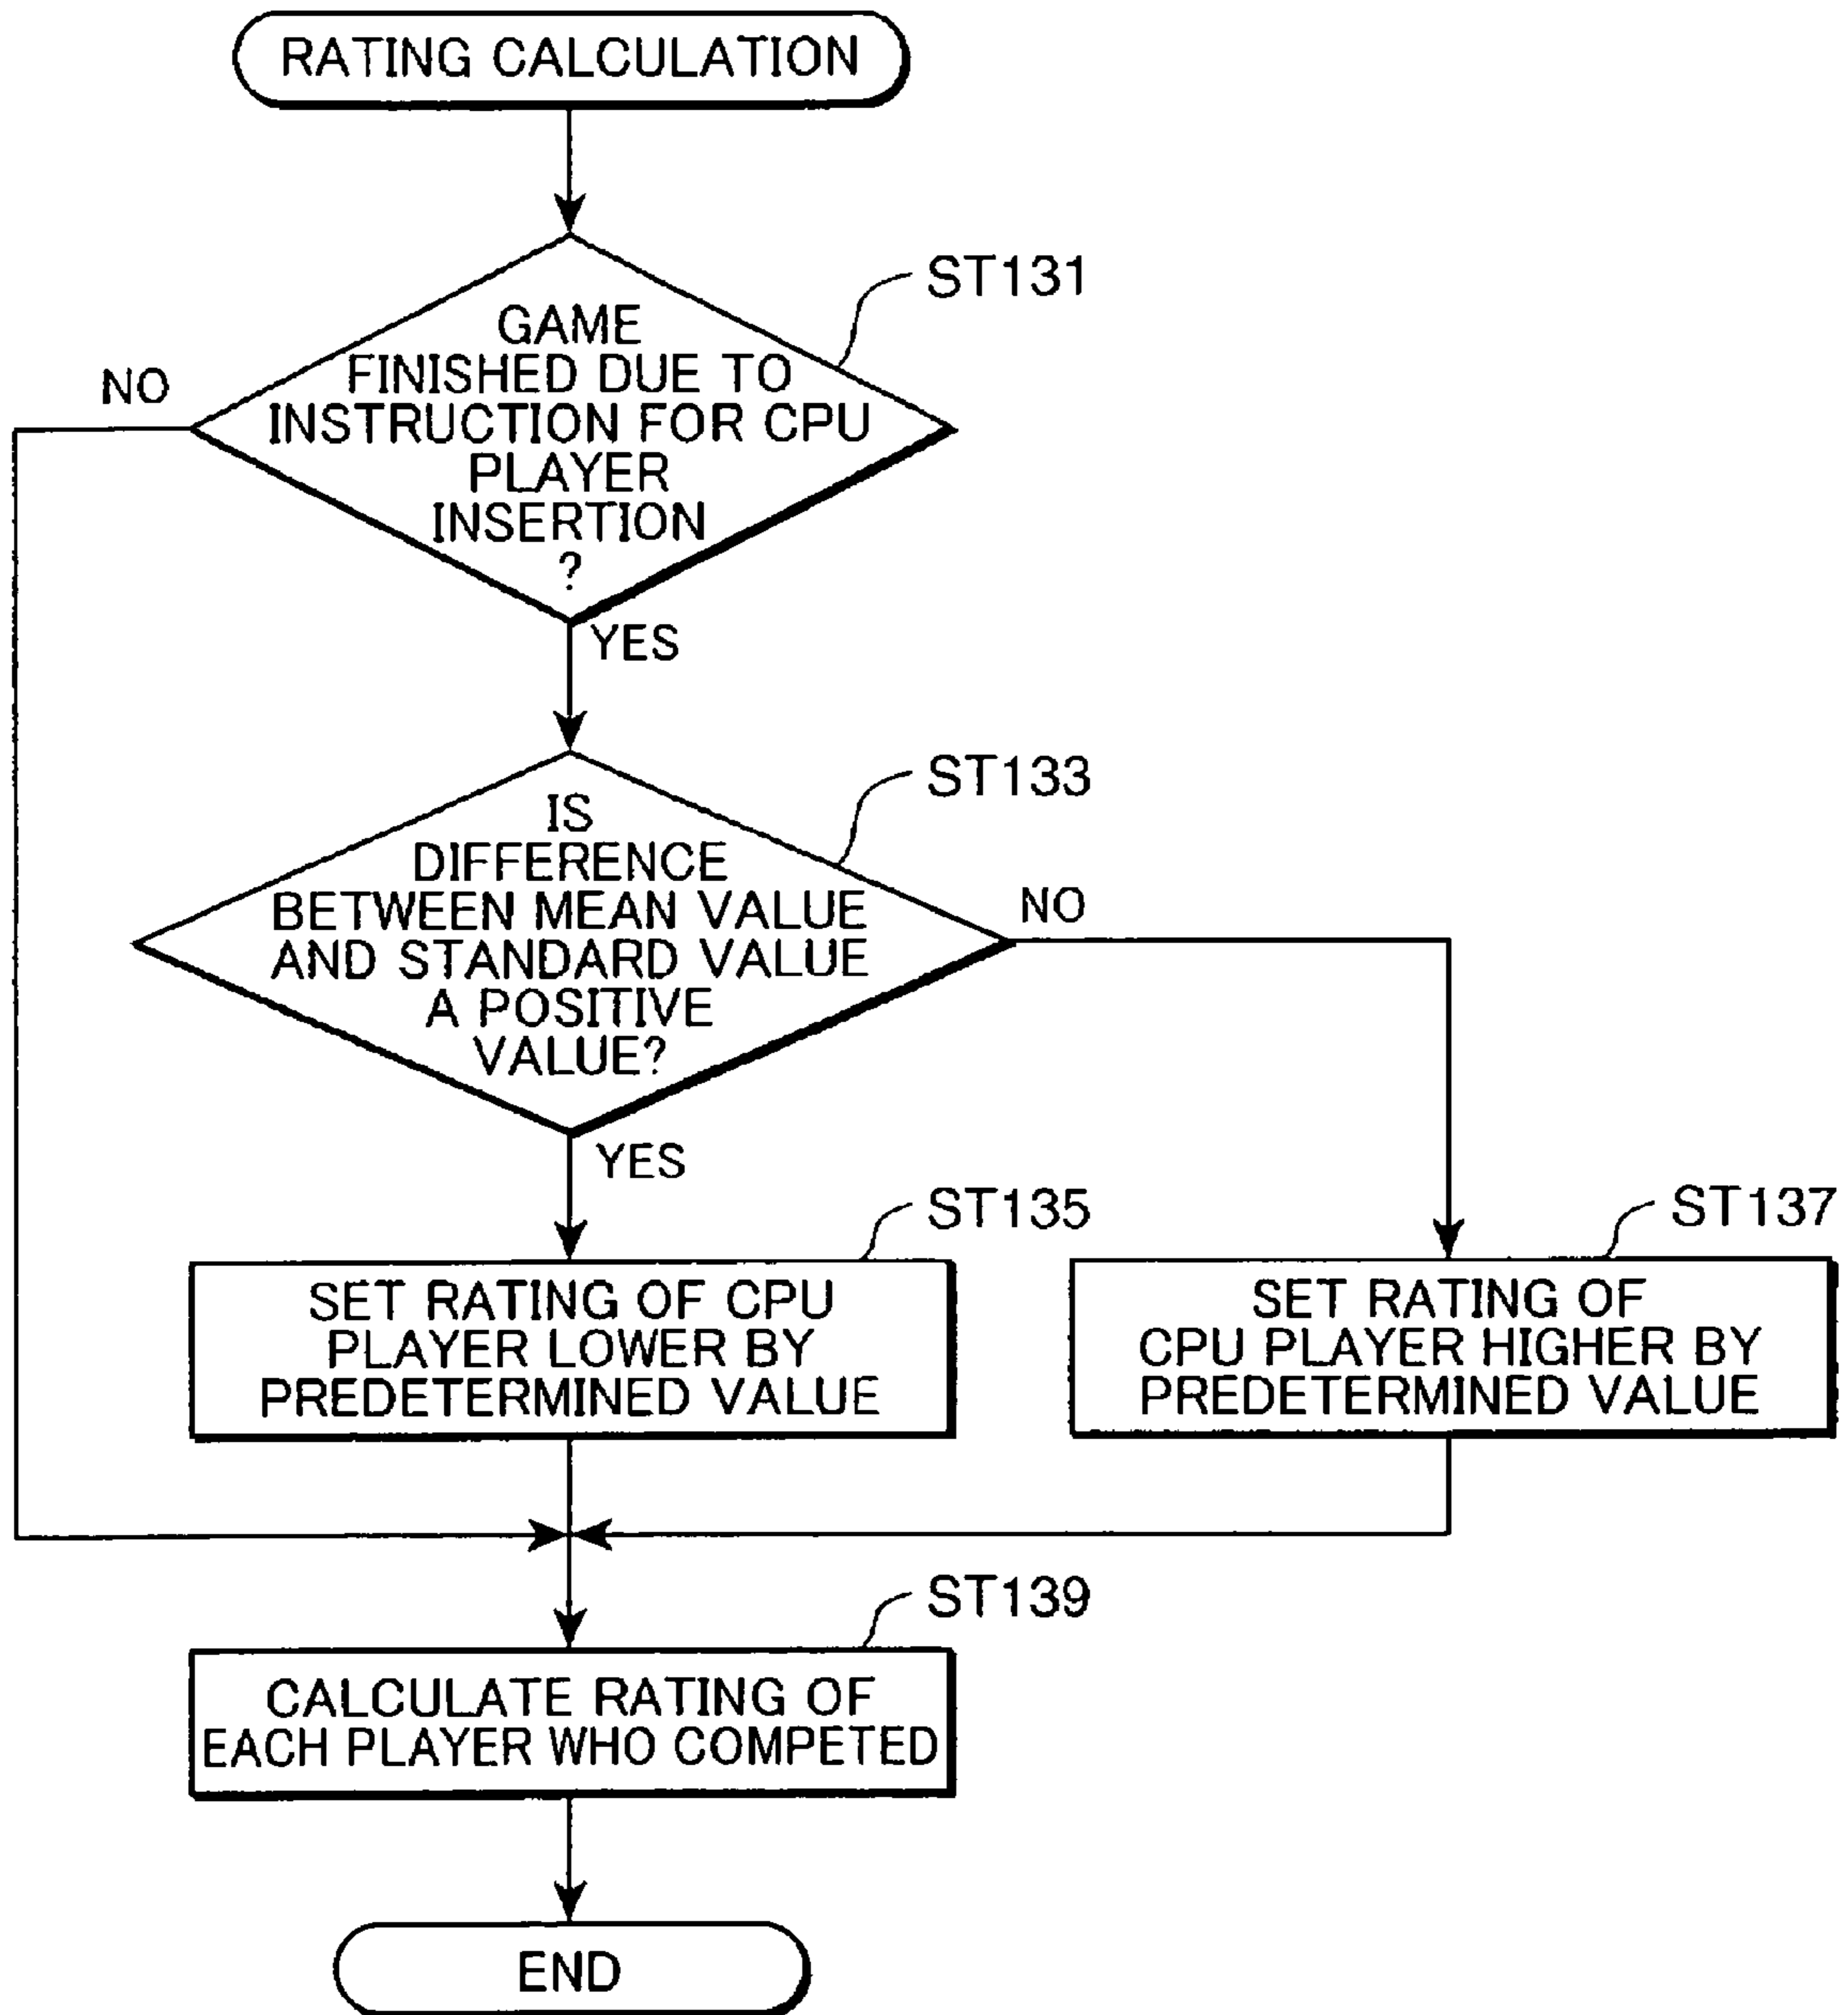 RATING CALCULATION
ST131
GAME
FINISHED DUE TO
INSTRUCTION FOR CPU
PLAYER
INSERTION
?
NO
YES
ST133
IS
DIFFERENCE
BETWEEN MEAN VALUE
AND STANDARD VALUE
A POSITIVE
VALUE?
NO
YES
ST135
SET RATING OF CPU
PLAYER LOWER BY
PREDETERMINED VALUE
ST137
SET RATING OF
CPU PLAYER HIGHER BY
PREDETERMINED VALUE
ST139
CALCULATE RATING OF
EACH PLAYER WHO COMPETED
END